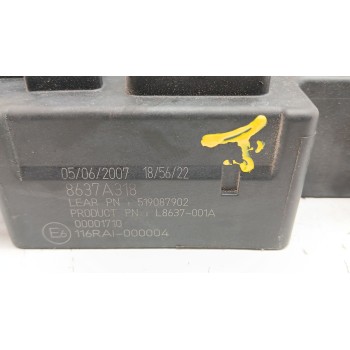 05/06/2007 18/56/22
8637A318
LEAR PN : 519087902
PRODUCT PN : L8637-001A
00001710
E6 116RAI-000004